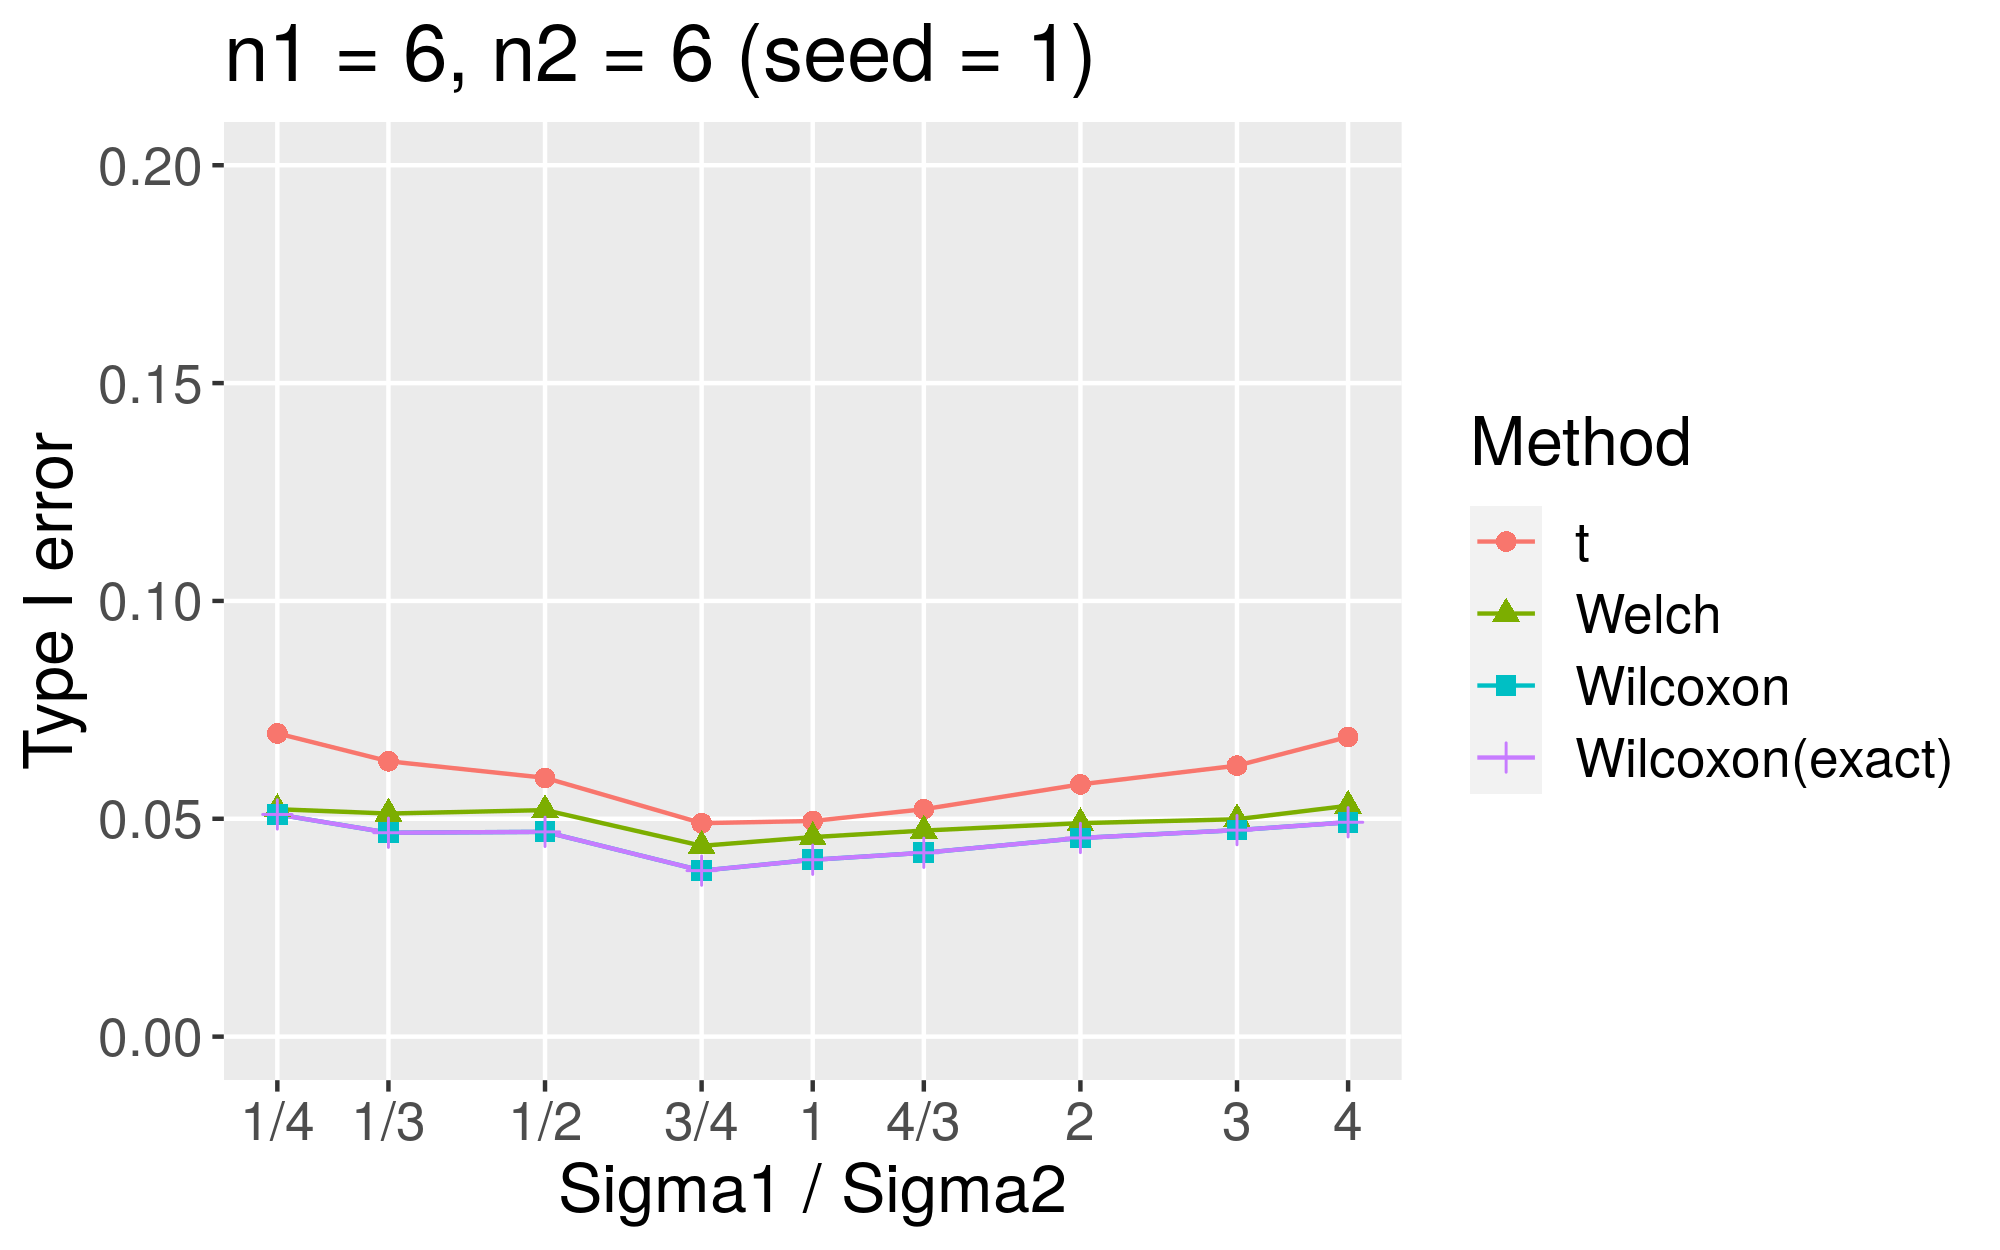 n1 = 6, n2 = 6 (seed = 1)
Type I error
0.20
0.15
0.10
0.05
0.00
1/4 1/3 1/2 3/4 1 4/3 2 3 4
Sigma1 / Sigma2
Method
t
Welch
Wilcoxon
Wilcoxon(exact)